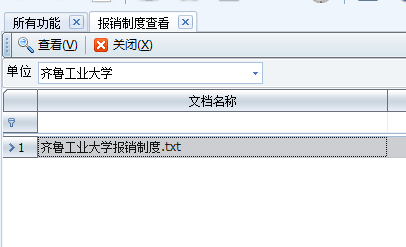 所有功能 报销制度查看
查看(V) 关闭(X)
单位 齐鲁工业大学
文档名称
1 齐鲁工业大学报销制度.txt